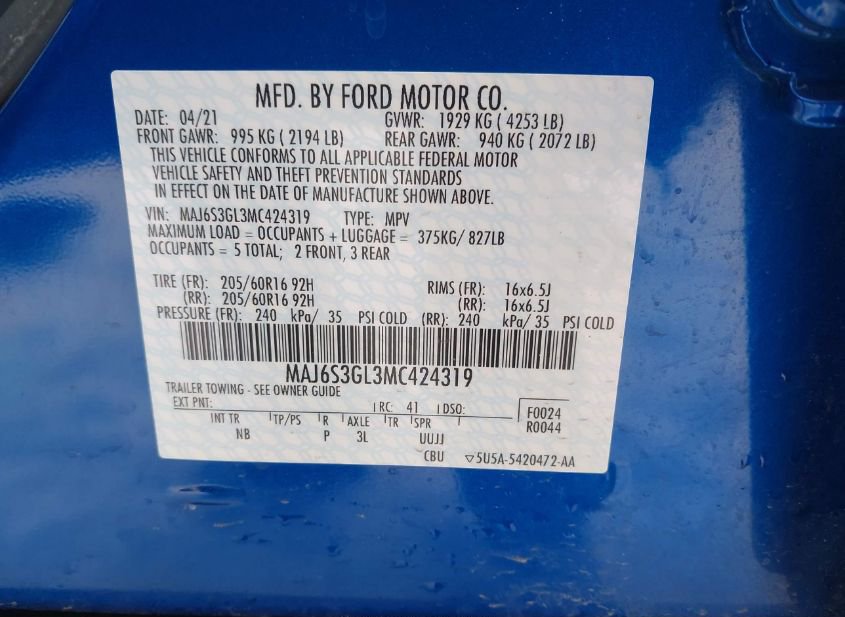 MFD. BY FORD MOTOR CO.
DATE: 04/21 GVWR: 1929 KG ( 4253 LB)
FRONT GAWR: 995 KG ( 2194 LB) REAR GAWR: 940 KG ( 2072 LB)
THIS VEHICLE CONFORMS TO ALL APPLICABLE FEDERAL MOTOR
VEHICLE SAFETY AND THEFT PREVENTION STANDARDS
IN EFFECT ON THE DATE OF MANUFACTURE SHOWN ABOVE.
VIN: MAJ6S3GL3MC424319 TYPE: MPV
MAXIMUM LOAD = OCCUPANTS + LUGGAGE = 375KG/ 827LB
OCCUPANTS = 5 TOTAL; 2 FRONT, 3 REAR
TIRE (FR): 205/60R16 92H RIMS (FR): 16x6.5J
(RR): 205/60R16 92H (RR): 16x6.5J
PRESSURE (FR): 240 kPa/ 35 PSI COLD (RR): 240 kPa/ 35 PSI COLD
MAJ6S3GL3MC424319
TRAILER TOWING - SEE OWNER GUIDE
EXT PNT: RC: 41 DSO: F0024
INT TR TP/PS R AXLE TR SPR R0044
NB P 3L UUJJ
CBU ▽5U5A-5420472-AA